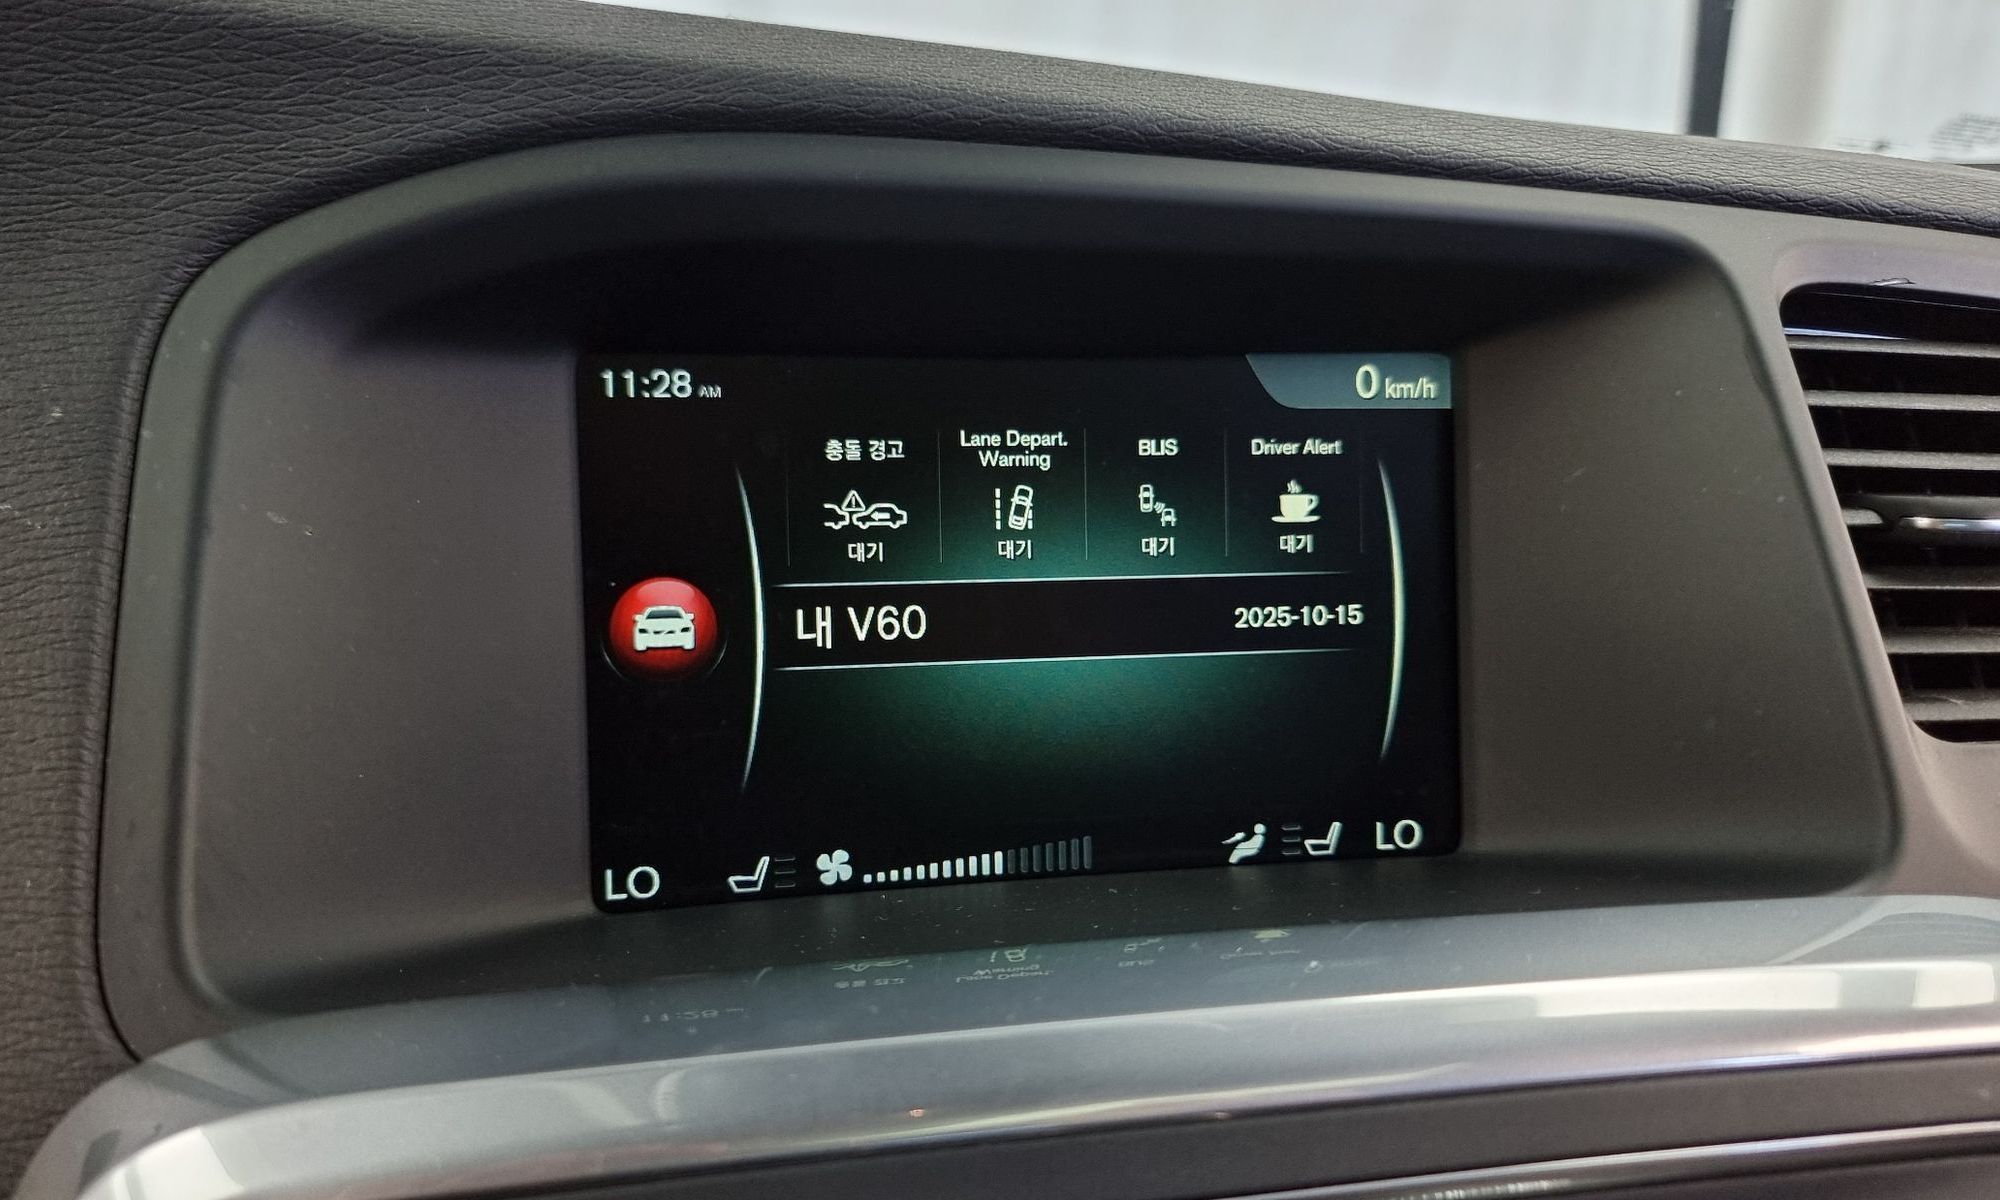 11:28 AM
0 km/h
충돌 경고
Lane Depart.
Warning
BLIS
Driver Alert
대기
대기
대기
대기
내 V60
2025-10-15
LO
LO